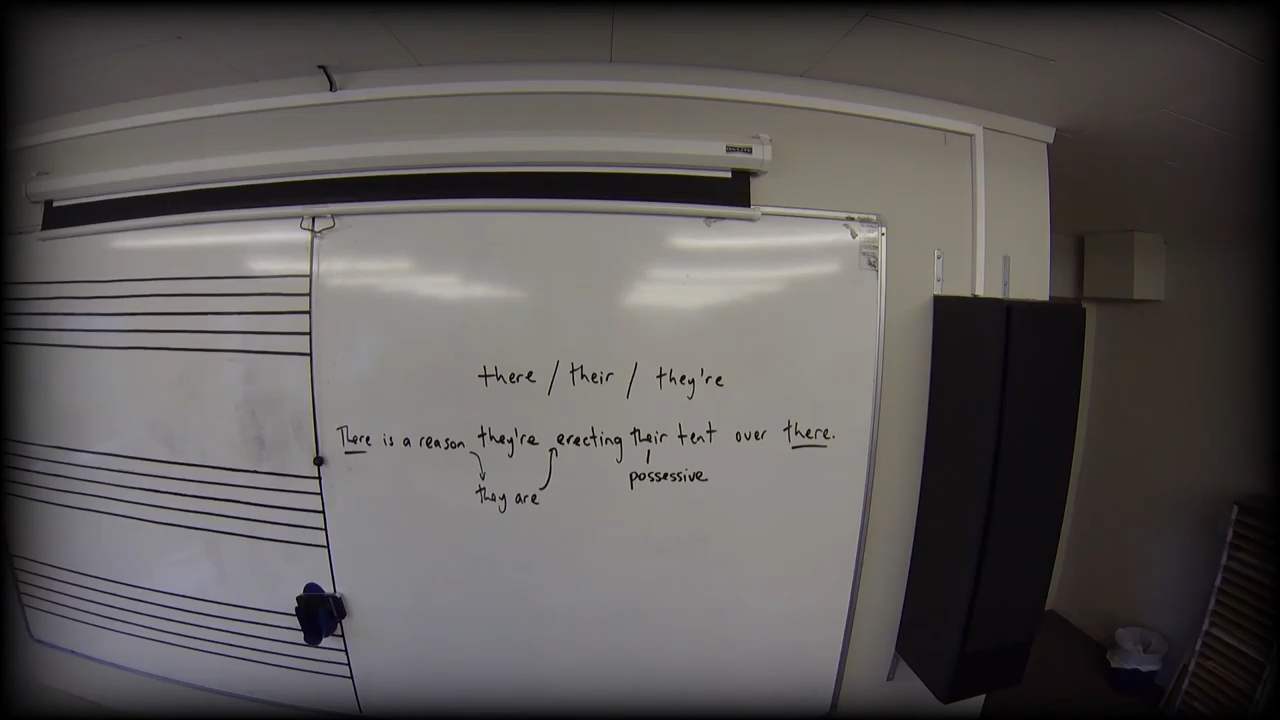 there / their / they're
There is a reason they're erecting their tent over there.
possessive
they are